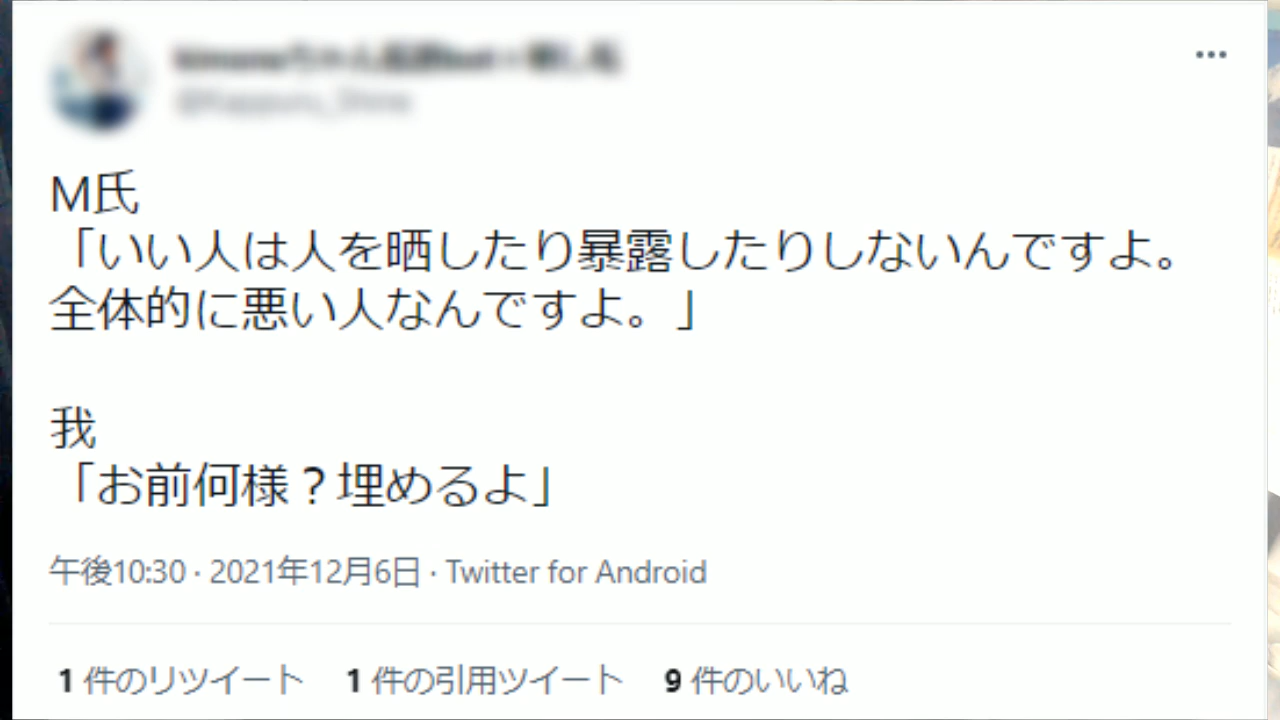 M氏
「いい人は人を晒したり暴露したりしないんですよ。
全体的に悪い人なんですよ。」
我
「お前何様？埋めるよ」
午後10:30 · 2021年12月6日 · Twitter for Android
1 件のリツイート 1 件の引用ツイート 9 件のいいね